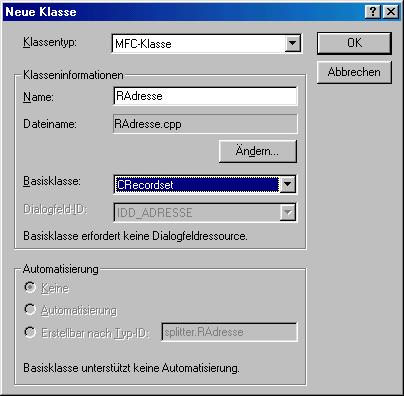 Neue Klasse
Klassentyp: MFC-Klasse OK
Abbrechen
Klasseninformationen
Name: RAdresse
Dateiname: RAdresse.cpp
Ändern...
Basisklasse: CRecordset
Dialogfeld-ID: IDD_ADRESSE
Basisklasse erfordert keine Dialogfeldressource.
Automatisierung
Keine
Automatisierung
Erstellbar nach Typ-ID: splitter.RAdresse
Basisklasse unterstützt keine Automatisierung.